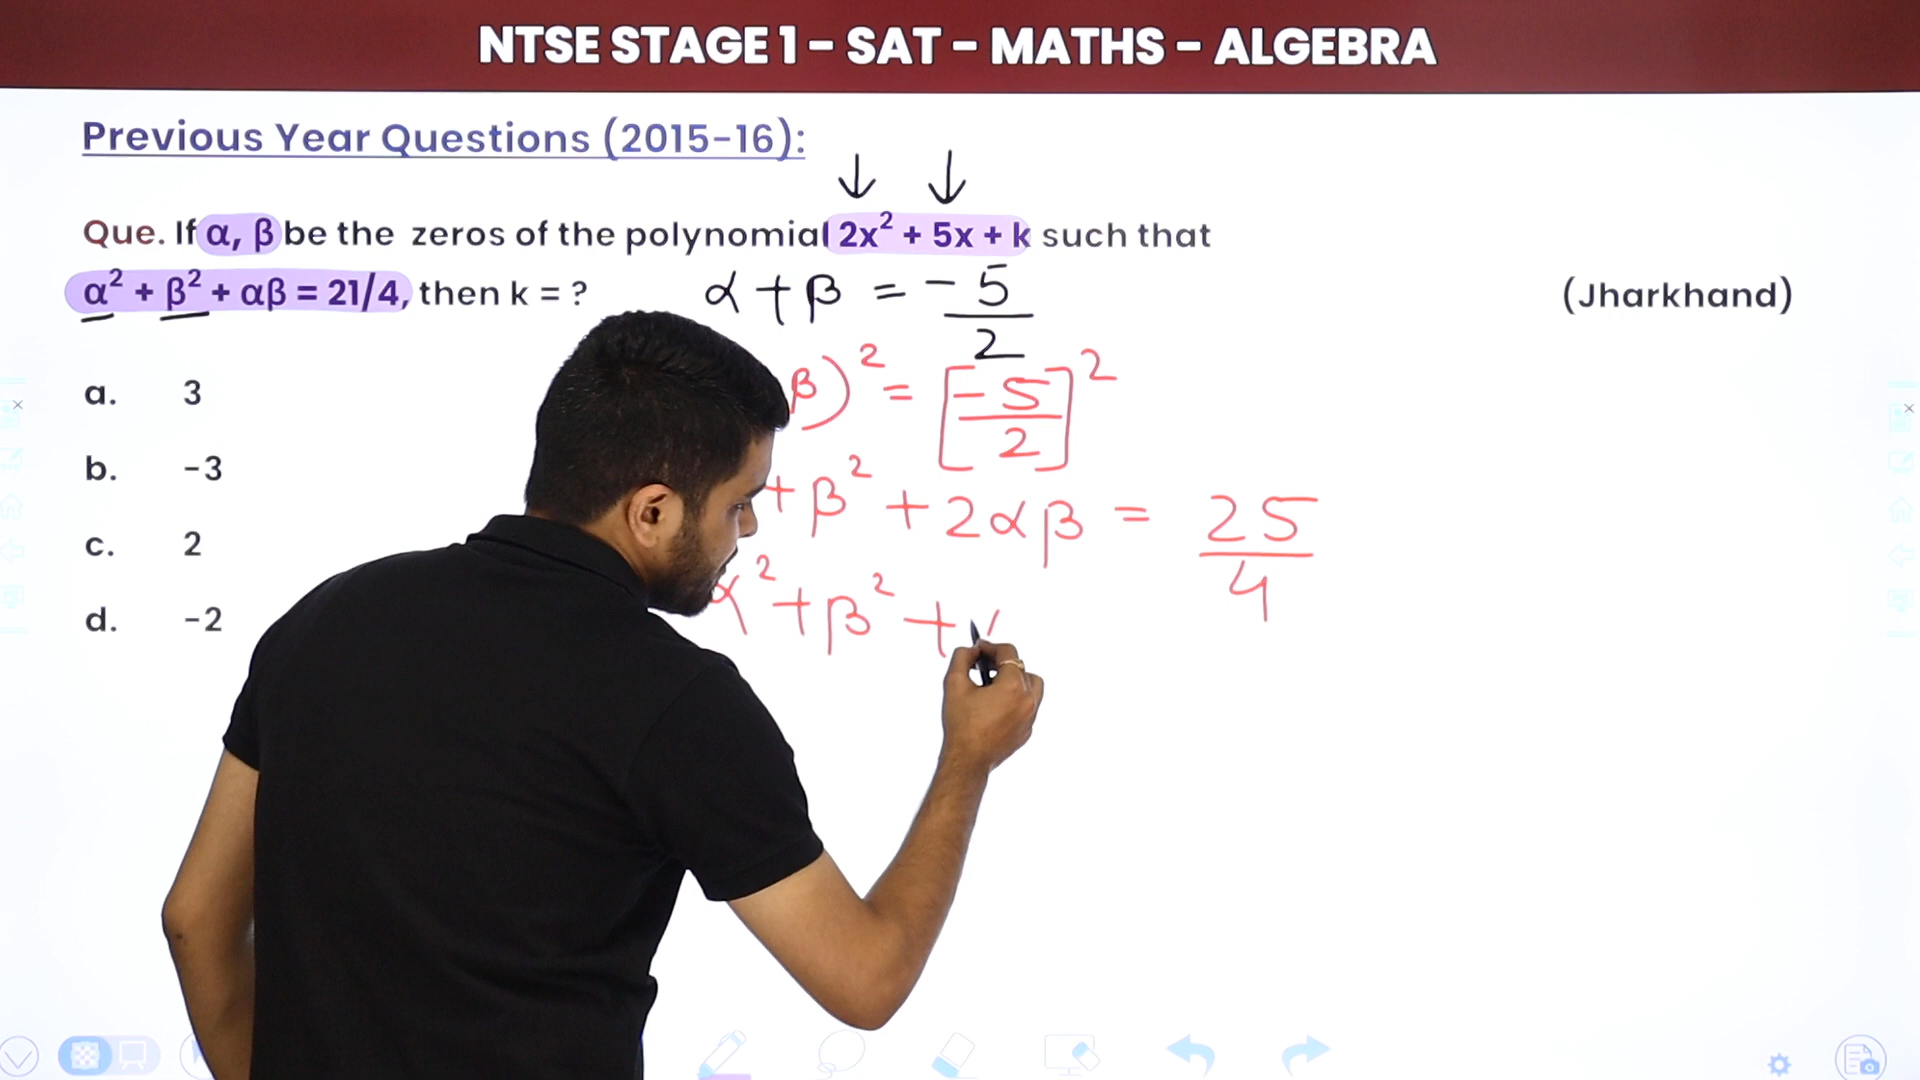 NTSE STAGE 1 - SAT - MATHS - ALGEBRA
Previous Year Questions (2015-16):
Que. If α, β be the zeros of the polynomial 2x² + 5x + k such that
α² + β² + αβ = 21/4, then k = ?
(Jharkhand)
α + β = -5/2
β)² = [-5/2]²
+ β² + 2αβ = 25/4
α² + β² +
a. 3
b. -3
c. 2
d. -2